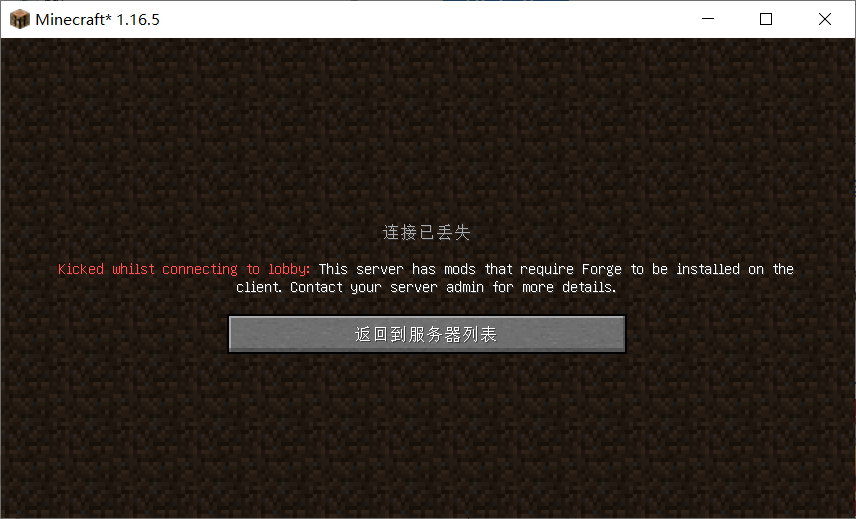 Minecraft* 1.16.5
连接已丢失
Kicked whilst connecting to lobby: This server has mods that require Forge to be installed on the
client. Contact your server admin for more details.
返回到服务器列表